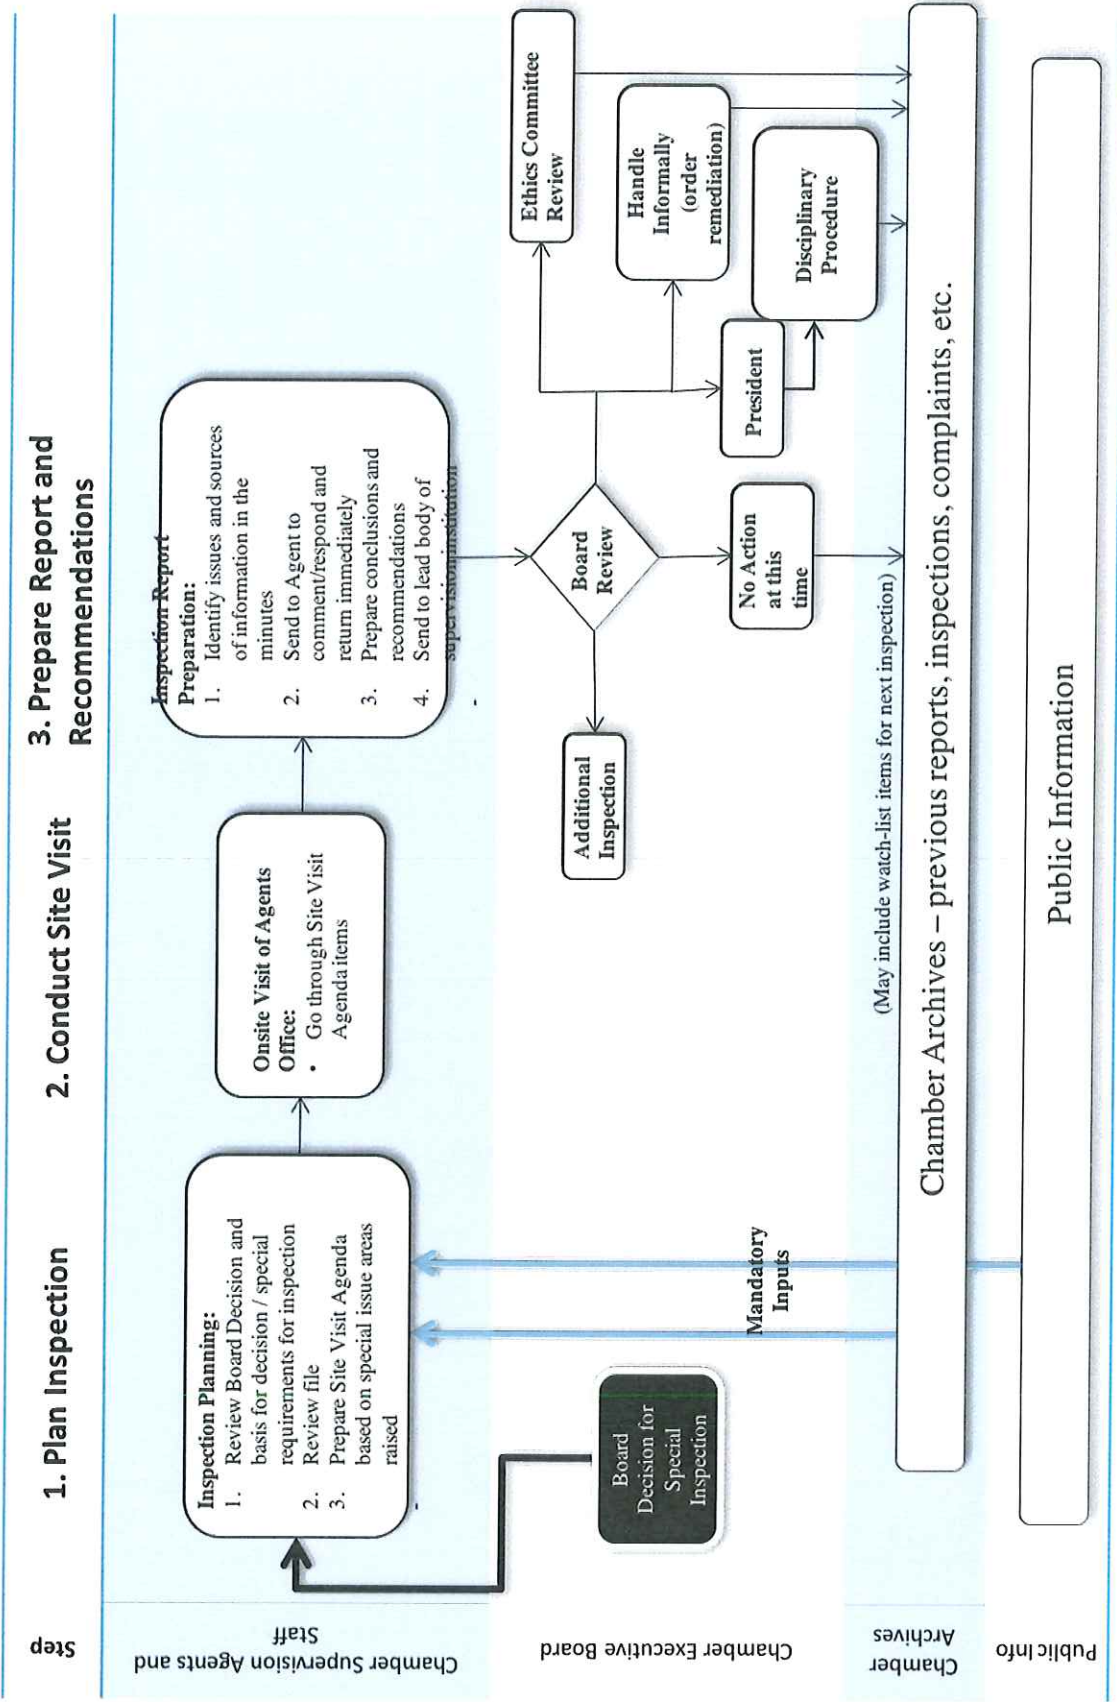 Step
1. Plan Inspection
2. Conduct Site Visit
3. Prepare Report and
Recommendations
Chamber Supervision Agents and
Staff
Inspection Planning:
1. Review Board Decision and
basis for decision / special
requirements for inspection
2. Review file
3. Prepare Site Visit Agenda
based on special issue areas
raised
-
Onsite Visit of Agents
Office:
• Go through Site Visit
Agenda items
Inspection Report
Preparation:
1. Identify issues and sources
of information in the
minutes
2. Send to Agent to
comment/respond and
return immediately
3. Prepare conclusions and
recommendations
4. Send to lead body of
supervision institution
-
Chamber Executive Board
Board
Decision for
Special
Inspection
Mandatory
Inputs
Additional
Inspection
Board
Review
No Action
at this
time
President
Ethics Committee
Review
Handle
Informally
(order
remediation)
Disciplinary
Procedure
Chamber
Archives
(May include watch-list items for next inspection)
Chamber Archives – previous reports, inspections, complaints, etc.
Public Info
Public Information